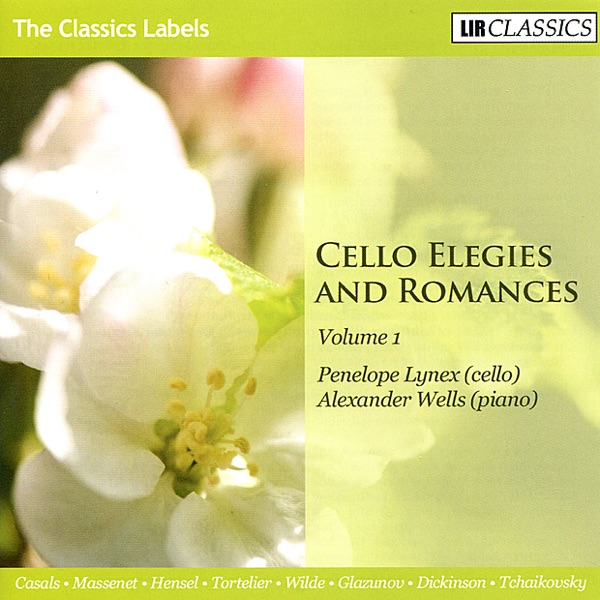 The Classics Labels
LIR CLASSICS
CELLO ELEGIES
AND ROMANCES
Volume 1
Penelope Lynex (cello)
Alexander Wells (piano)
Casals • Massenet • Hensel • Tortelier • Wilde • Glazunov • Dickinson • Tchaikovsky